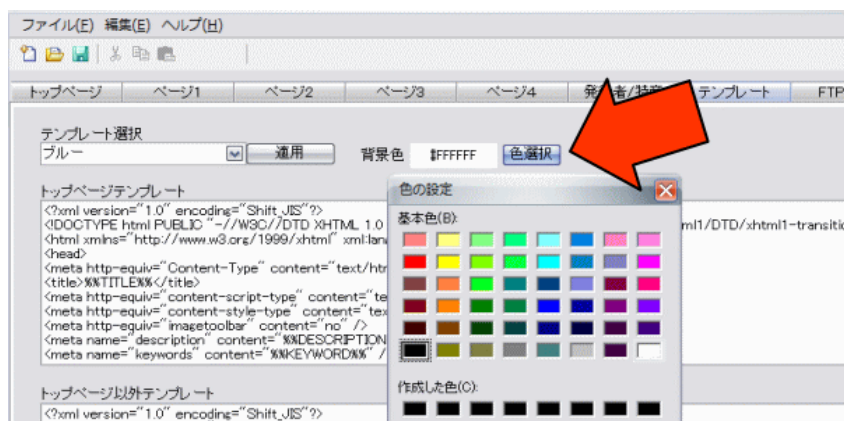 ファイル(F) 編集(E) ヘルプ(H)
トップページ ページ1 ページ2 ページ3 ページ4 テンプレート FTP
テンプレート選択
ブルー 適用 背景色 #FFFFFF 色選択
色の設定
トップページテンプレート
基本色(B):
<?xml version="1.0" encoding="Shift_JIS"?>
<!DOCTYPE html PUBLIC "-//W3C//DTD XHTML 1.0 ml1/DTD/xhtml1-transitio
<html xmlns="http://www.w3.org/1999/xhtml" xml:lan
<head>
<meta http-equiv="Content-Type" content="text/htr
<title>%%TITLE%%</title>
<meta http-equiv="content-script-type" content="te
<meta http-equiv="content-style-type" content="tex
<meta http-equiv="imagetoolbar" content="no" />
<meta name="description" content="%%DESCRIPTION
<meta name="keywords" content="%%KEYWORD%%" /
トップページ以外テンプレート
作成した色(C):
<?xml version="1.0" encoding="Shift_JIS"?>